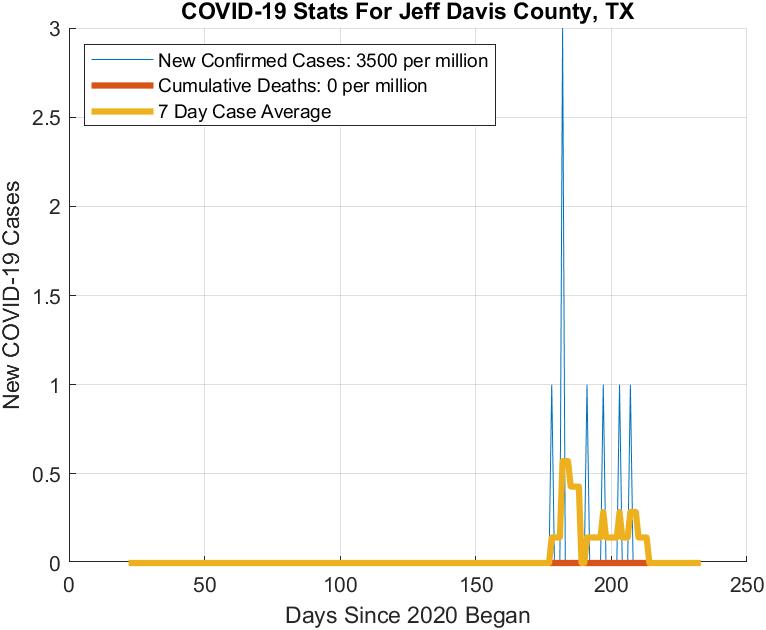 COVID-19 Stats For Jeff Davis County, TX
New Confirmed Cases: 3500 per million
Cumulative Deaths: 0 per million
7 Day Case Average
New COVID-19 Cases
3
2.5
2
1.5
1
0.5
0
0 50 100 150 200 250
Days Since 2020 Began